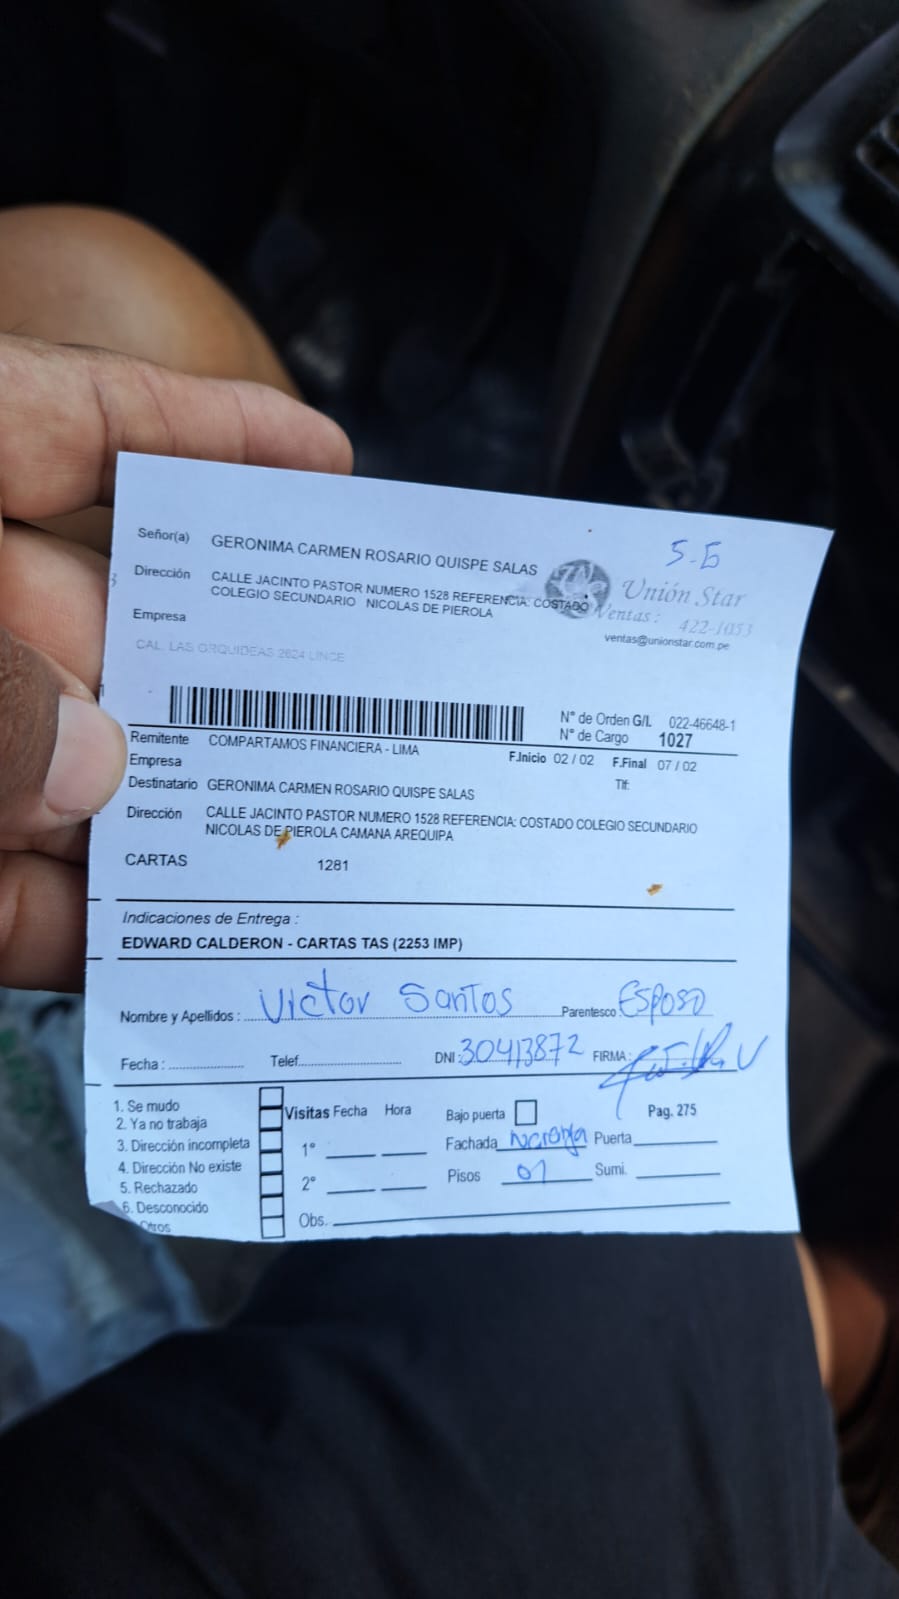 5-B
Señor(a) GERONIMA CARMEN ROSARIO QUISPE SALAS
Unión Star
Dirección CALLE JACINTO PASTOR NUMERO 1528 REFERENCIA: COSTADO
COLEGIO SECUNDARIO NICOLAS DE PIEROLA
Ventas: 422-1053
Empresa
ventas@unionstar.com.pe
CAL. LAS ORQUIDEAS 2624 LINCE
N° de Orden G/I. 022-46648-1
N° de Cargo 1027
Remitente COMPARTAMOS FINANCIERA - LIMA
F.Inicio 02 / 02 F.Final 07 / 02
Empresa
Tlf:
Destinatario GERONIMA CARMEN ROSARIO QUISPE SALAS
Dirección CALLE JACINTO PASTOR NUMERO 1528 REFERENCIA: COSTADO COLEGIO SECUNDARIO
NICOLAS DE PIEROLA CAMANA AREQUIPA
CARTAS 1281
Indicaciones de Entrega :
EDWARD CALDERON - CARTAS TAS (2253 IMP)
Nombre y Apellidos : Victor Santos Parentesco : Esposo
Fecha : Telef. DNI : 30413872 FIRMA :
1. Se mudo
2. Ya no trabaja
3. Dirección incompleta
4. Dirección No existe
5. Rechazado
6. Desconocido
Otros
Visitas Fecha Hora
1°
2°
Obs.
Bajo puerta Pag. 275
Fachada Puerta
Pisos 01 Sumi.